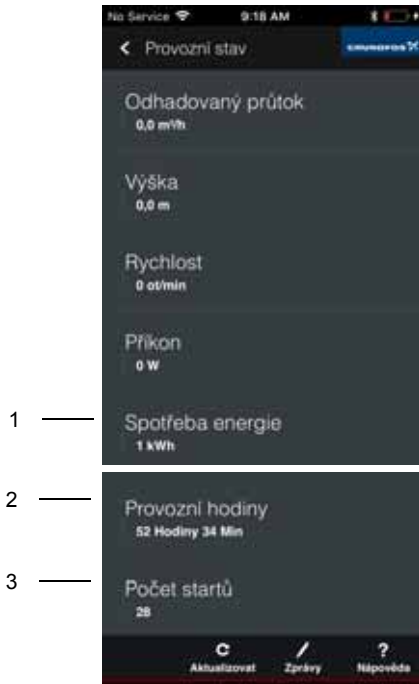 No Service 9:18 AM
Provozní stav
GRUNDFOS
Odhadovaný průtok
0,0 m³/h
Výška
0,0 m
Rychlost
0 ot/min
Příkon
0 W
1 Spotřeba energie
1 kWh
2 Provozní hodiny
52 Hodiny 34 Min
3 Počet startů
28
Aktualizovat Zprávy Nápověda